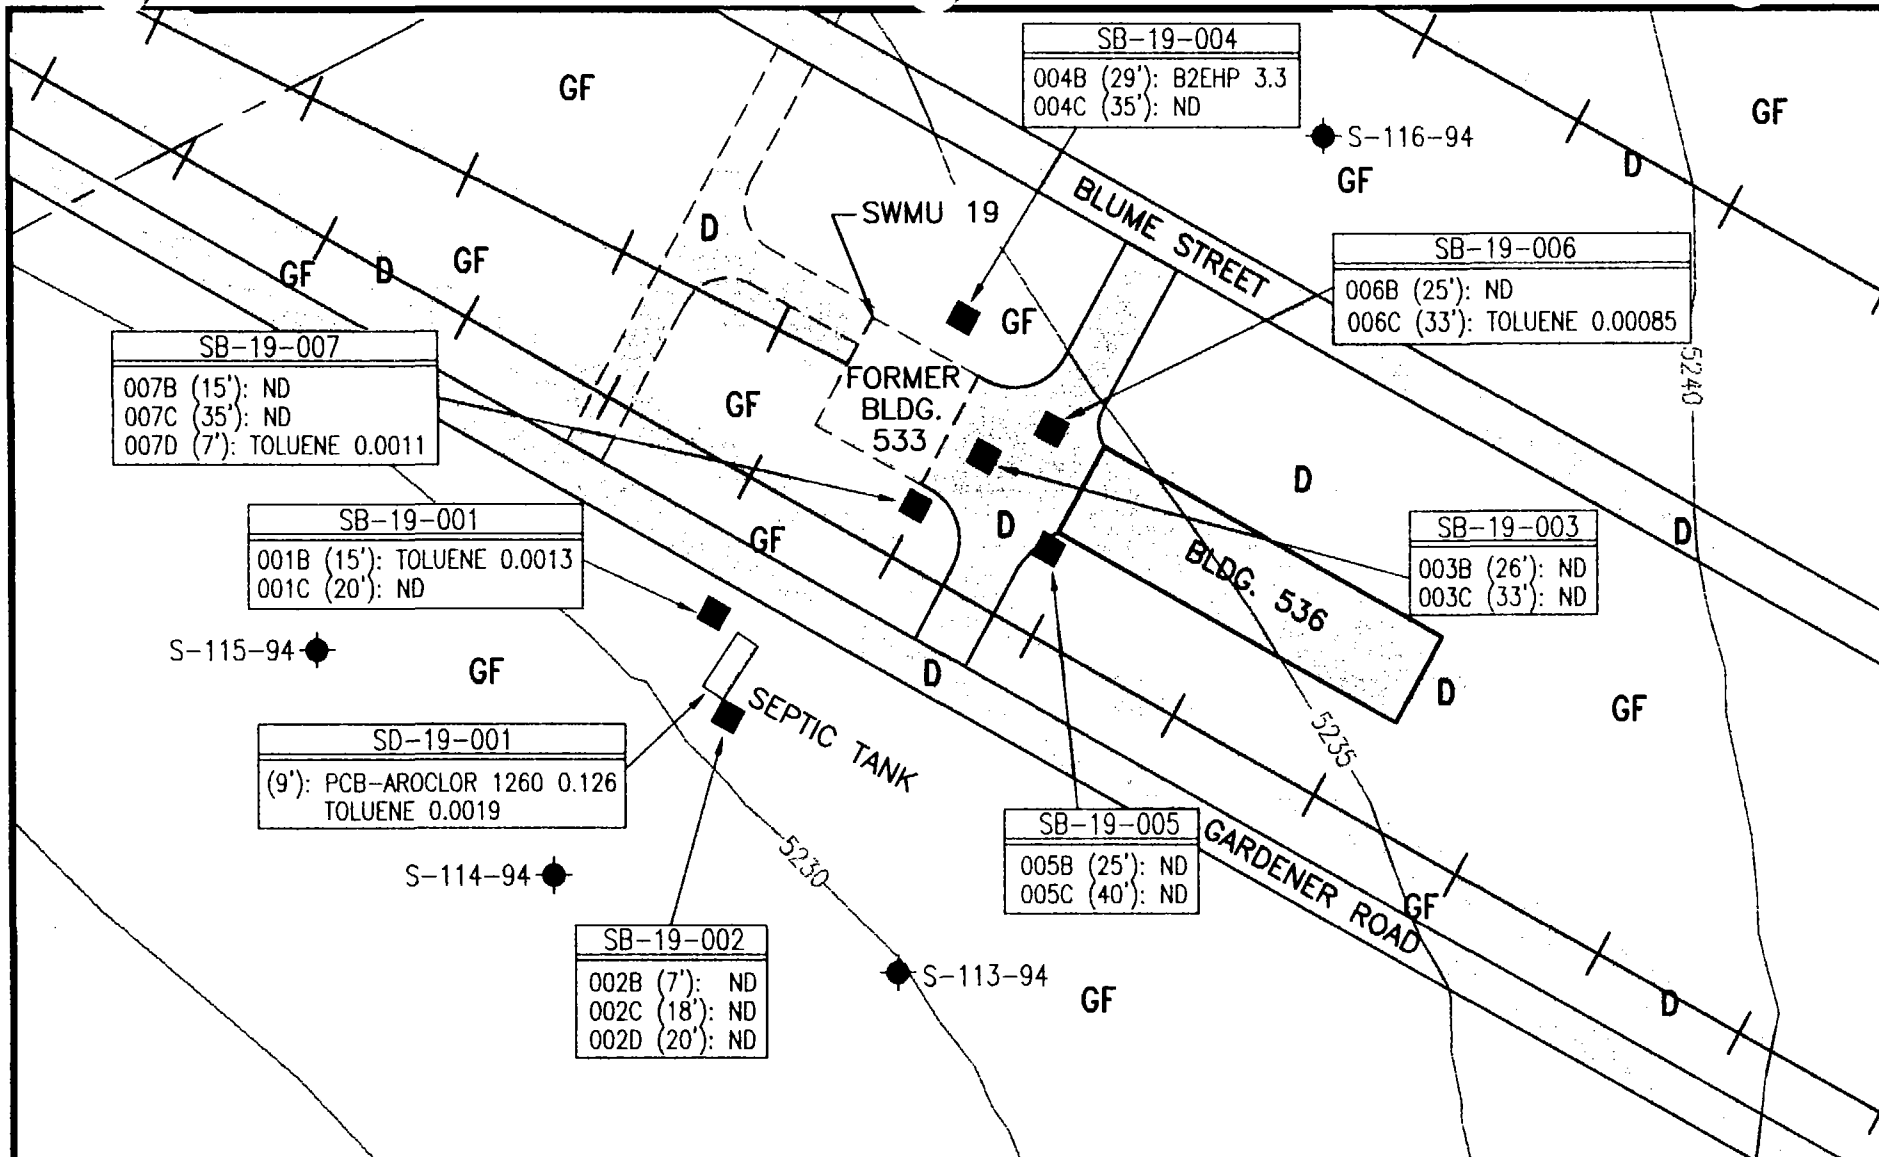 SB-19-004
004B (29'): B2EHP 3.3
004C (35'): ND
GF
GF
S-116-94
D
GF
BLUME STREET
SWMU 19
D
SB-19-006
006B (25'): ND
006C (33'): TOLUENE 0.00085
GF
D
GF
GF
SB-19-007
007B (15'): ND
007C (35'): ND
007D (7'): TOLUENE 0.0011
5240
FORMER
BLDG.
533
GF
D
SB-19-001
001B (15'): TOLUENE 0.0013
001C (20'): ND
GF
D
SB-19-003
003B (26'): ND
003C (33'): ND
D
BLDG. 536
S-115-94
GF
D
D
GF
SEPTIC TANK
SD-19-001
(9'): PCB-AROCLOR 1260 0.126
TOLUENE 0.0019
5235
SB-19-005
005B (25'): ND
005C (40'): ND
GARDENER ROAD
5230
S-114-94
GF
SB-19-002
002B (7'): ND
002C (18'): ND
002D (20'): ND
S-113-94
GF
D